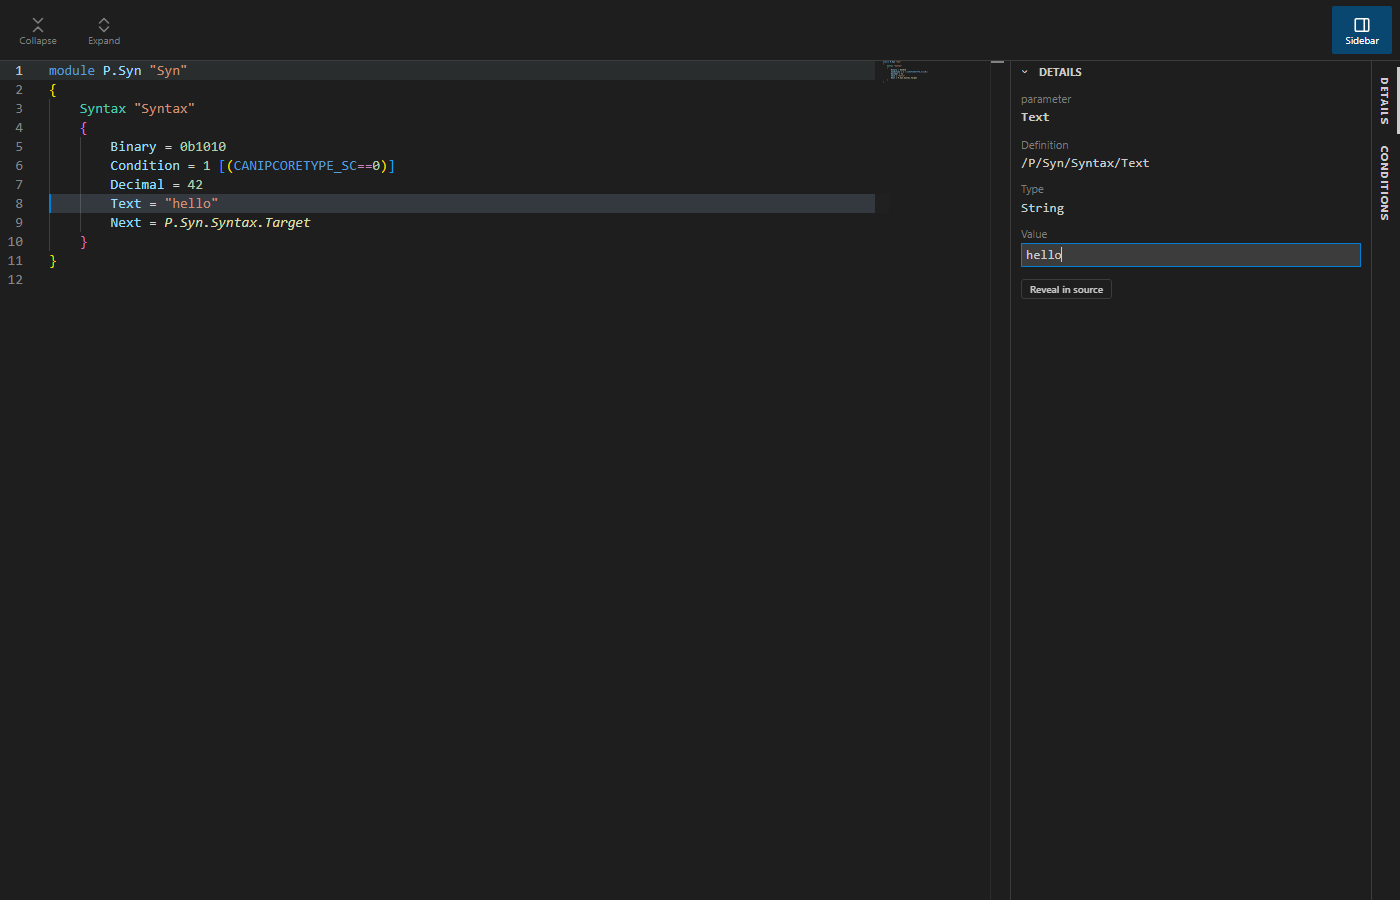 Collapse
Expand
Sidebar
1 module P.Syn "Syn"
2 {
3 Syntax "Syntax"
4 {
5 Binary = 0b1010
6 Condition = 1 [(CANIPCORETYPE_SC==0)]
7 Decimal = 42
8 Text = "hello"
9 Next = P.Syn.Syntax.Target
10 }
11 }
12
DETAILS
parameter
Text
Definition
/P/Syn/Syntax/Text
Type
String
Value
hello
Reveal in source
DETAILS
CONDITIONS